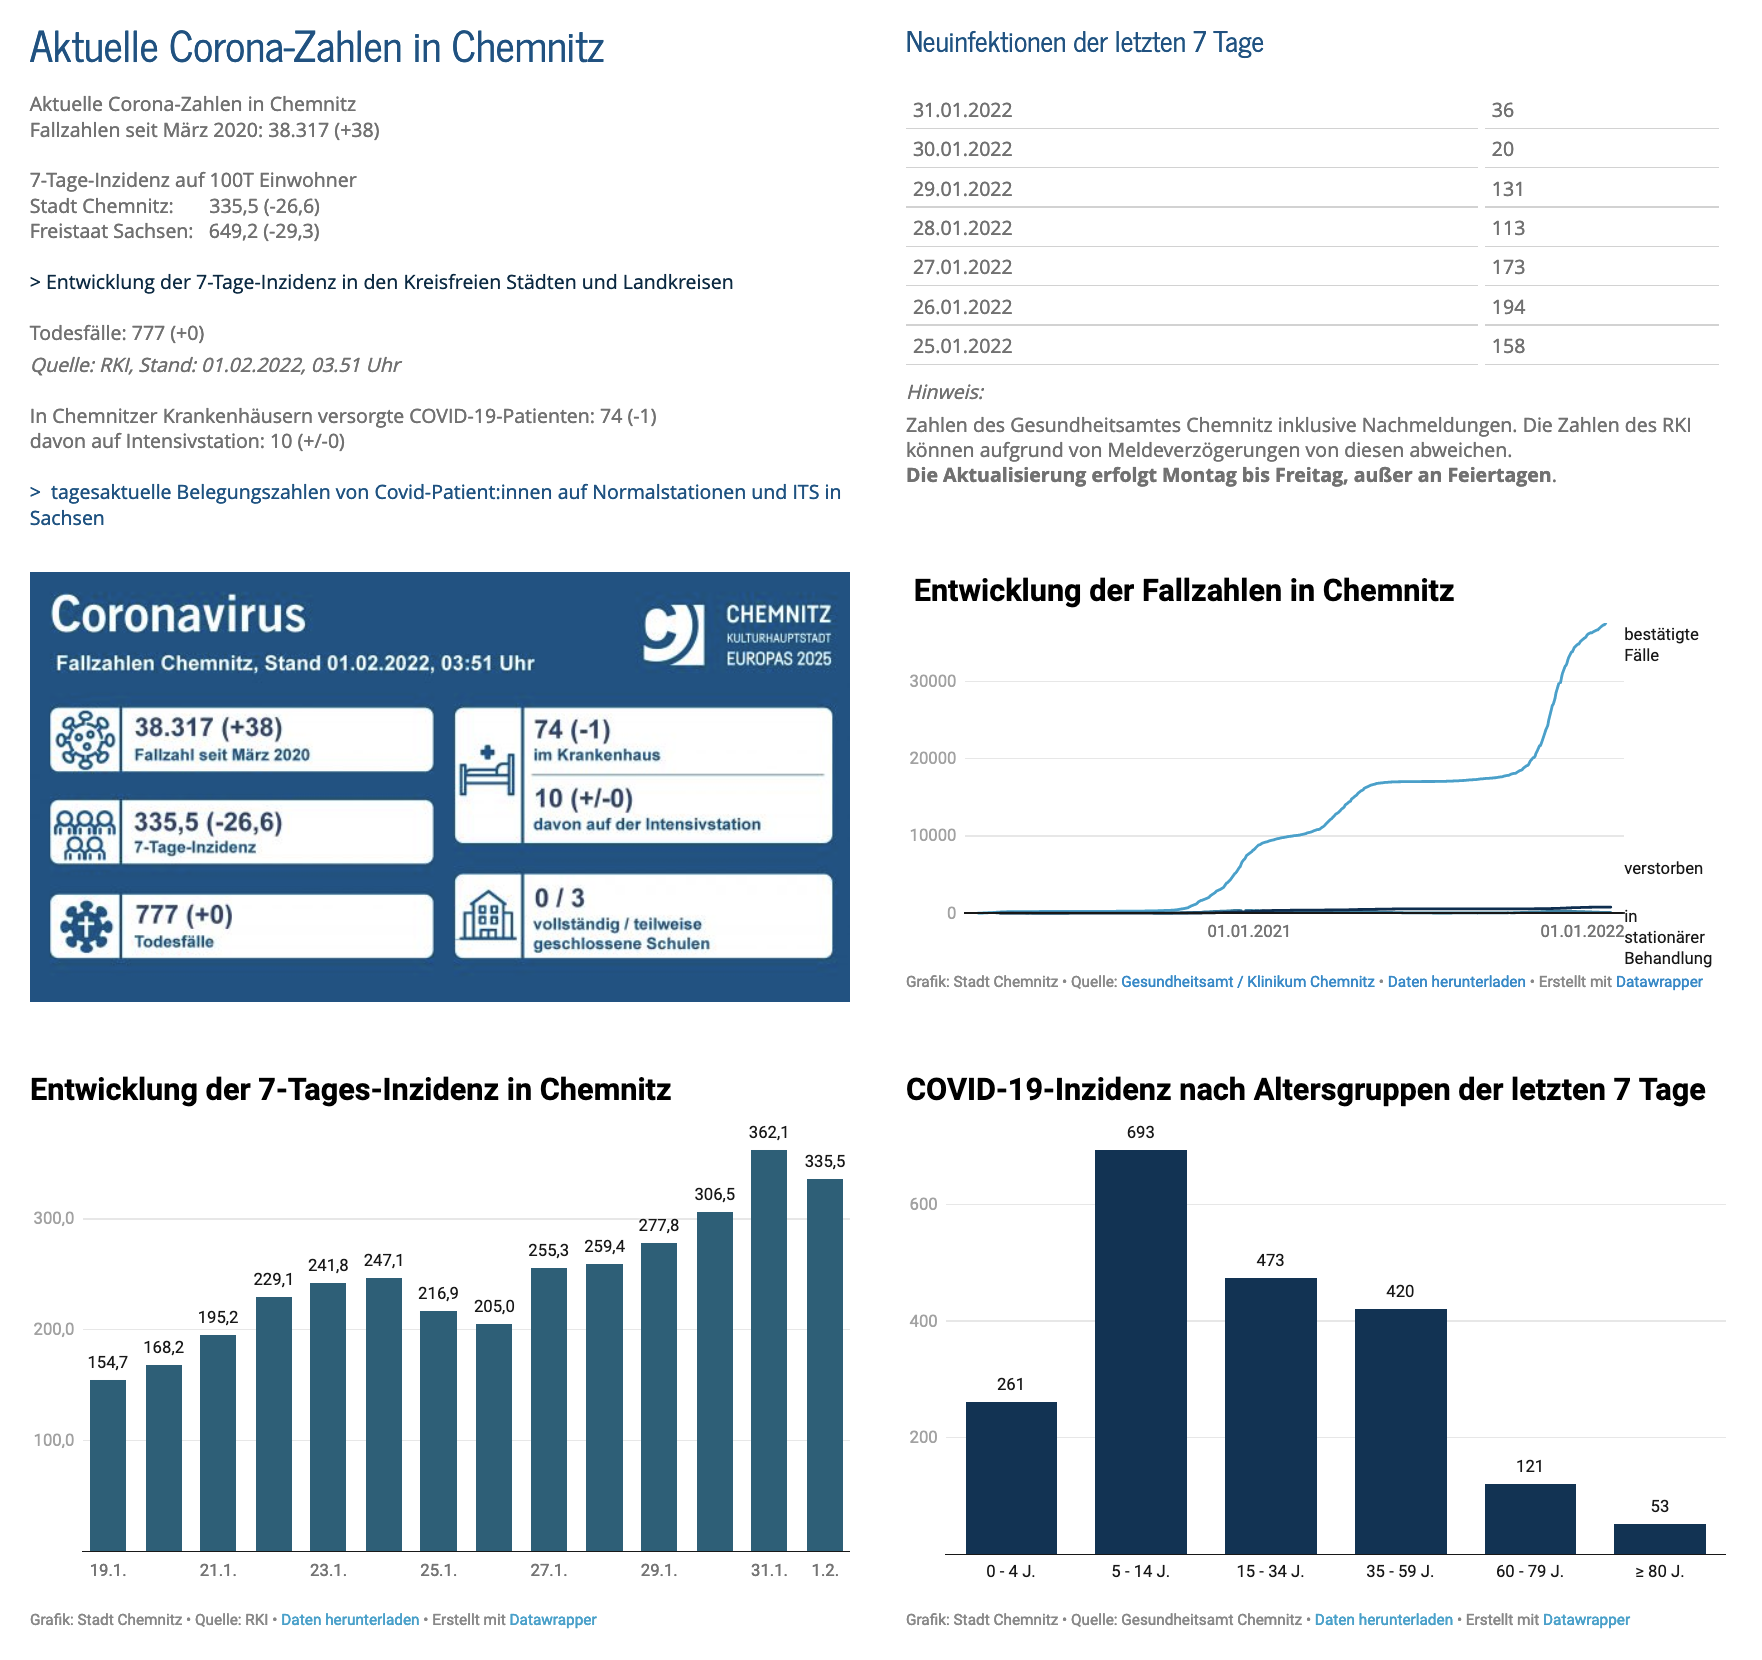 Aktuelle Corona-Zahlen in Chemnitz
Aktuelle Corona-Zahlen in Chemnitz
Fallzahlen seit März 2020: 38.317 (+38)
7-Tage-Inzidenz auf 100T Einwohner
Stadt Chemnitz: 335,5 (-26,6)
Freistaat Sachsen: 649,2 (-29,3)
> Entwicklung der 7-Tage-Inzidenz in den Kreisfreien Städten und Landkreisen
Todesfälle: 777 (+0)
Quelle: RKI, Stand: 01.02.2022, 03.51 Uhr
In Chemnitzer Krankenhäusern versorgte COVID-19-Patienten: 74 (-1)
davon auf Intensivstation: 10 (+/-0)
> tagesaktuelle Belegungszahlen von Covid-Patient:innen auf Normalstationen und ITS in
Sachsen
Neuinfektionen der letzten 7 Tage
31.01.2022 36
30.01.2022 20
29.01.2022 131
28.01.2022 113
27.01.2022 173
26.01.2022 194
25.01.2022 158
Hinweis:
Zahlen des Gesundheitsamtes Chemnitz inklusive Nachmeldungen. Die Zahlen des RKI
können aufgrund von Meldeverzögerungen von diesen abweichen.
Die Aktualisierung erfolgt Montag bis Freitag, außer an Feiertagen.
Coronavirus
Fallzahlen Chemnitz, Stand 01.02.2022, 03:51 Uhr
CHEMNITZ
KULTURHAUPTSTADT
EUROPAS 2025
38.317 (+38)
Fallzahl seit März 2020
335,5 (-26,6)
7-Tage-Inzidenz
777 (+0)
Todesfälle
74 (-1)
im Krankenhaus
10 (+/-0)
davon auf der Intensivstation
0 / 3
vollständig / teilweise
geschlossene Schulen
Entwicklung der Fallzahlen in Chemnitz
bestätigte
Fälle
30000
20000
10000
verstorben
0
in
stationärer
Behandlung
01.01.2021 01.01.2022
Grafik: Stadt Chemnitz • Quelle: Gesundheitsamt / Klinikum Chemnitz • Daten herunterladen • Erstellt mit Datawrapper
Entwicklung der 7-Tages-Inzidenz in Chemnitz
300,0
200,0
100,0
154,7 168,2 195,2 229,1 241,8 247,1 216,9 205,0 255,3 259,4 277,8 306,5 362,1 335,5
19.1. 21.1. 23.1. 25.1. 27.1. 29.1. 31.1. 1.2.
Grafik: Stadt Chemnitz • Quelle: RKI • Daten herunterladen • Erstellt mit Datawrapper
COVID-19-Inzidenz nach Altersgruppen der letzten 7 Tage
600
400
200
261 693 473 420 121 53
0 - 4 J. 5 - 14 J. 15 - 34 J. 35 - 59 J. 60 - 79 J. ≥ 80 J.
Grafik: Stadt Chemnitz • Quelle: Gesundheitsamt Chemnitz • Daten herunterladen • Erstellt mit Datawrapper